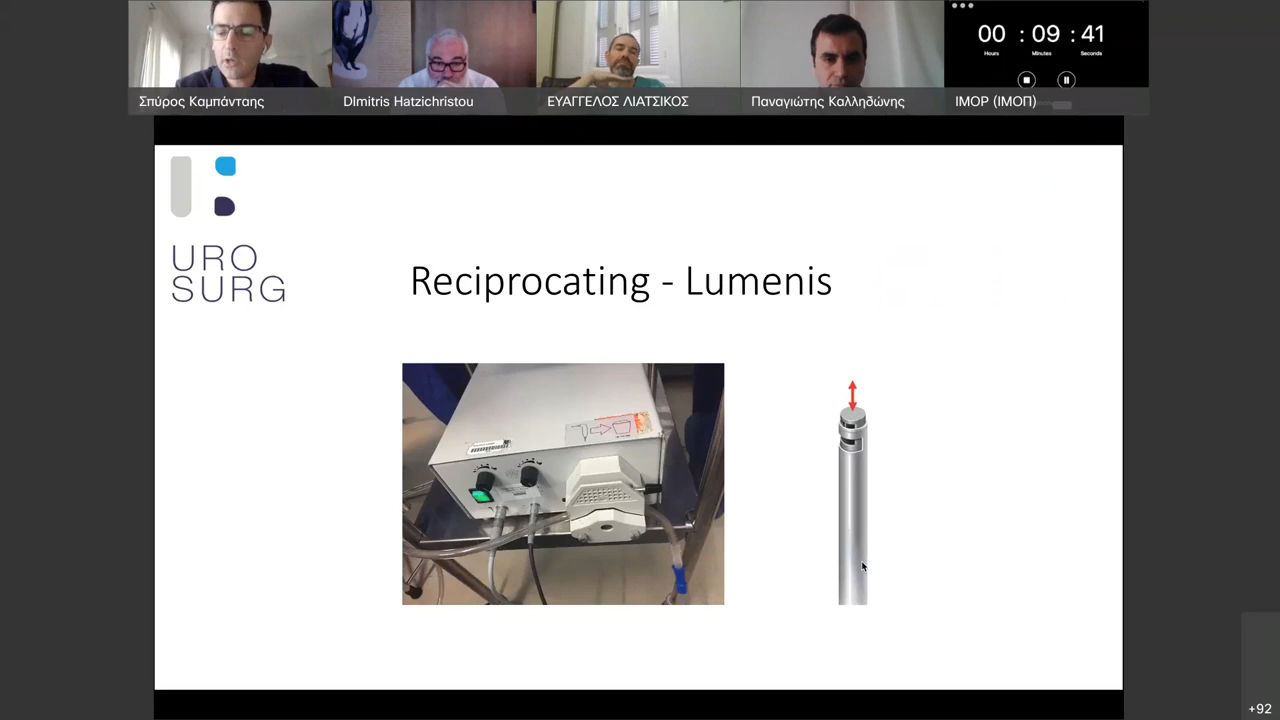 00 : 09 : 41
Hours Minutes Seconds
Σπύρος Καμπάνταης
DImitris Hatzichristou
ΕΥΑΓΓΕΛΟΣ ΛΙΑΤΣΙΚΟΣ
Παναγιώτης Καλληδώνης
IMOP (ΙΜΟΠ)
URO
SURG
Reciprocating - Lumenis
+92